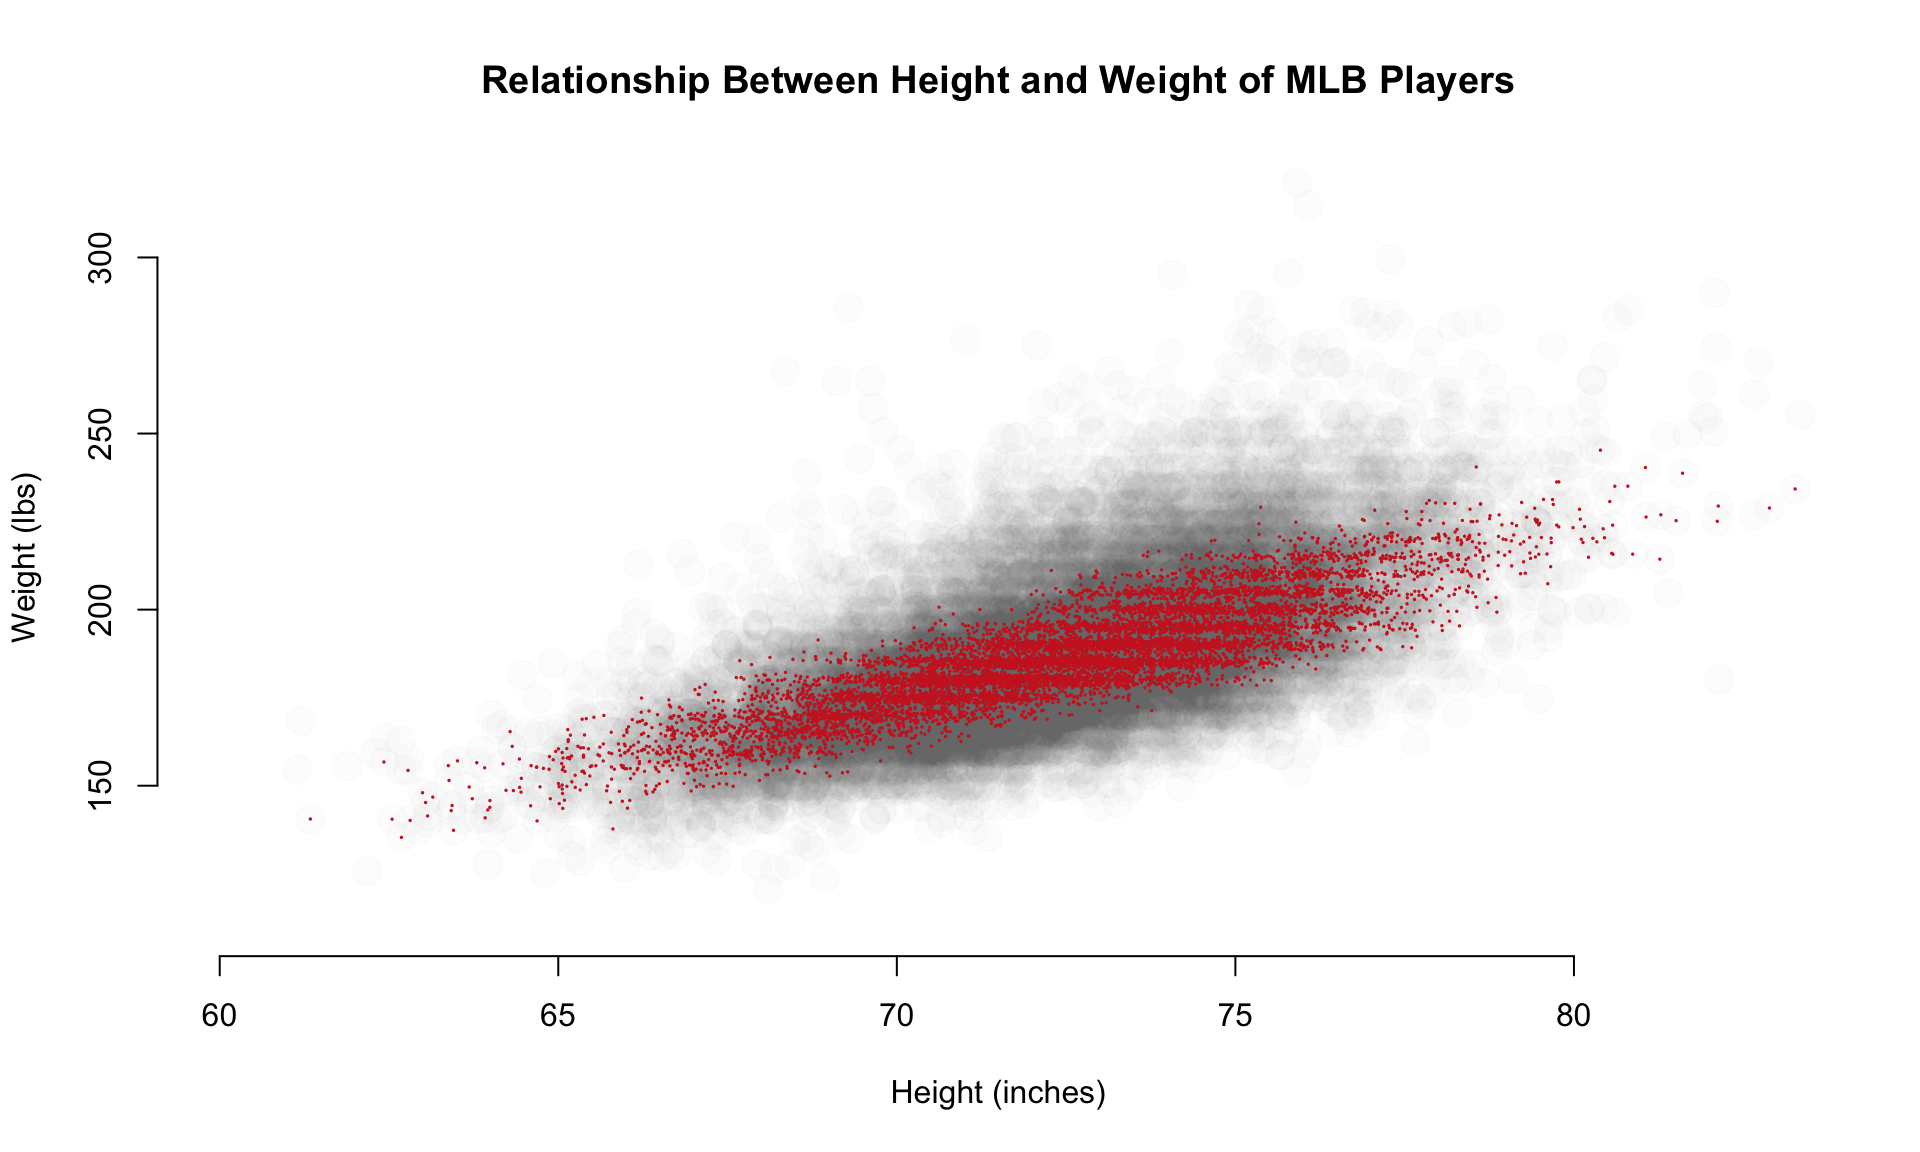 Relationship Between Height and Weight of MLB Players
Weight (lbs)
300
250
200
150
60 65 70 75 80
Height (inches)